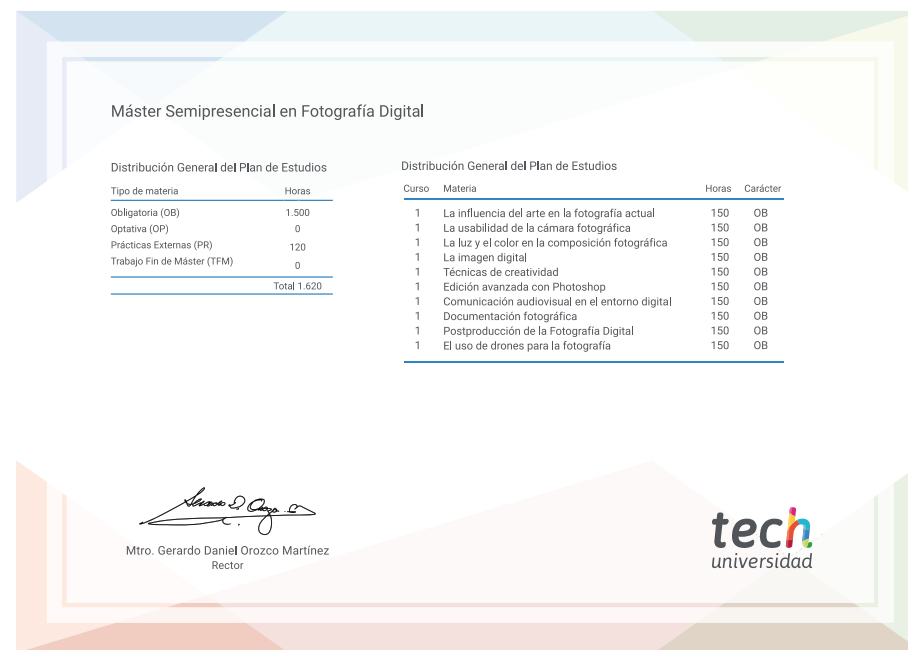 Máster Semipresencial en Fotografía Digital
Distribución General del Plan de Estudios
Tipo de materia Horas
Obligatoria (OB) 1.500
Optativa (OP) 0
Prácticas Externas (PR) 120
Trabajo Fin de Máster (TFM) 0
Total 1.620
Distribución General del Plan de Estudios
Curso Materia Horas Carácter
1 La influencia del arte en la fotografía actual 150 OB
1 La usabilidad de la cámara fotográfica 150 OB
1 La luz y el color en la composición fotográfica 150 OB
1 La imagen digital 150 OB
1 Técnicas de creatividad 150 OB
1 Edición avanzada con Photoshop 150 OB
1 Comunicación audiovisual en el entorno digital 150 OB
1 Documentación fotográfica 150 OB
1 Postproducción de la Fotografía Digital 150 OB
1 El uso de drones para la fotografía 150 OB
Mtro. Gerardo Daniel Orozco Martínez
Rector
tech
universidad